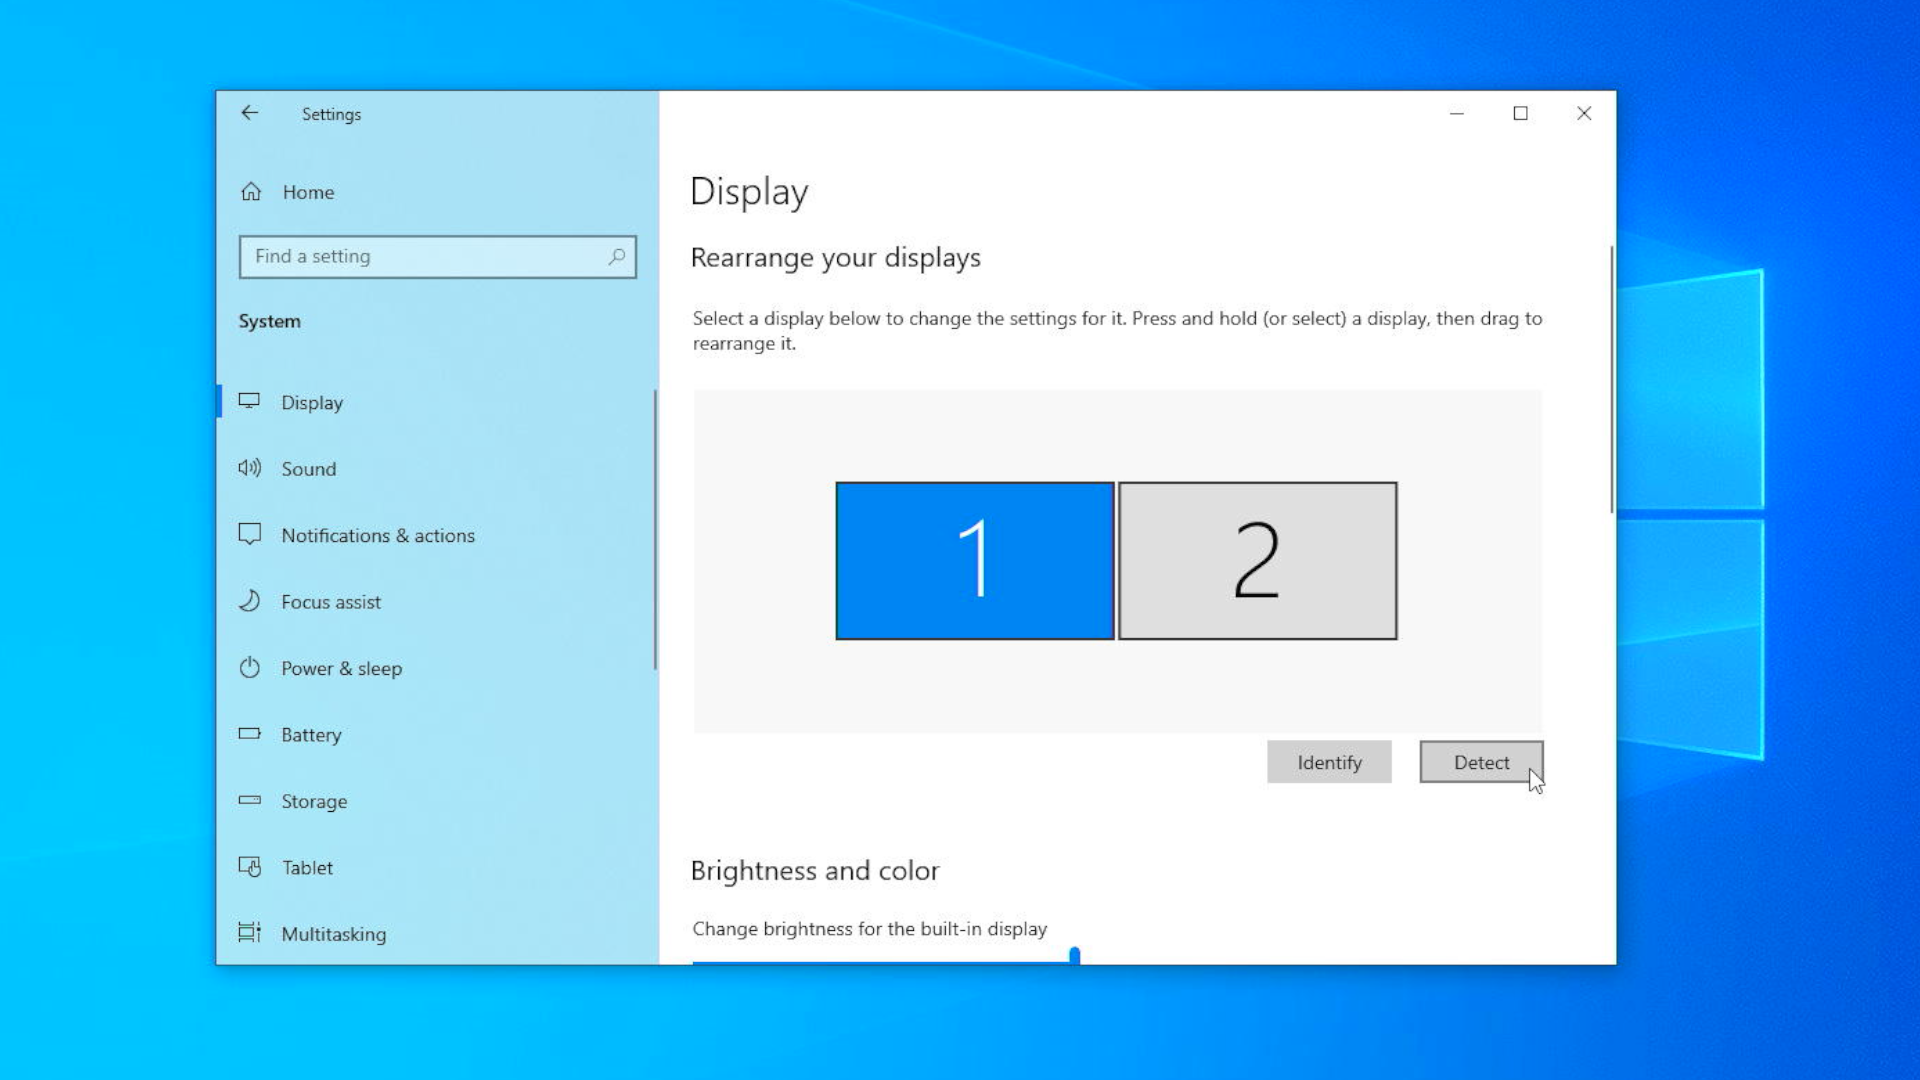 Settings
Home
Find a setting
System
Display
Sound
Notifications & actions
Focus assist
Power & sleep
Battery
Storage
Tablet
Multitasking
Display
Rearrange your displays
Select a display below to change the settings for it. Press and hold (or select) a display, then drag to
rearrange it.
1
2
Identify
Detect
Brightness and color
Change brightness for the built-in display